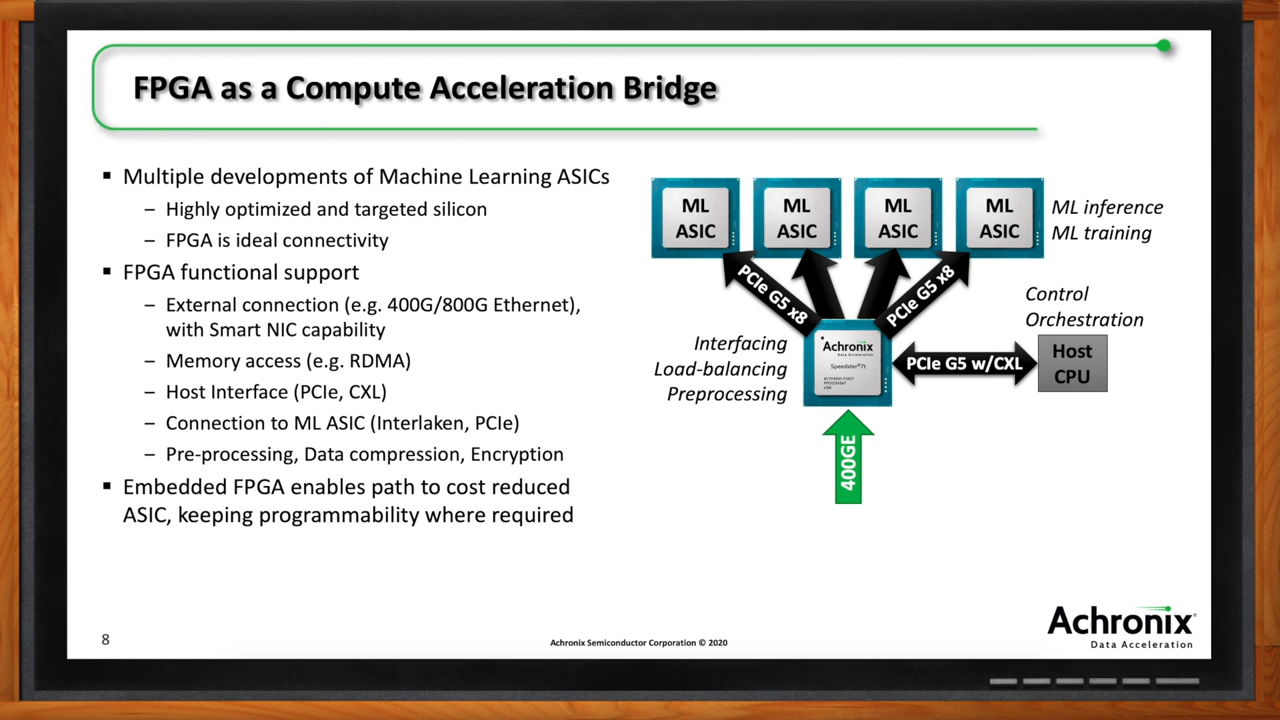 FPGA as a Compute Acceleration Bridge
▪ Multiple developments of Machine Learning ASICs
– Highly optimized and targeted silicon
– FPGA is ideal connectivity
▪ FPGA functional support
– External connection (e.g. 400G/800G Ethernet),
with Smart NIC capability
– Memory access (e.g. RDMA)
– Host Interface (PCIe, CXL)
– Connection to ML ASIC (Interlaken, PCIe)
– Pre-processing, Data compression, Encryption
▪ Embedded FPGA enables path to cost reduced
ASIC, keeping programmability where required
ML
ASIC
ML
ASIC
ML
ASIC
ML
ASIC
ML inference
ML training
PCIe G5 x8
PCIe G5 x8
Control
Orchestration
Interfacing
Load-balancing
Preprocessing
Achronix
Data Acceleration
Speedster®7t
PCIe G5 w/CXL
Host
CPU
400GE
8
Achronix Semiconductor Corporation © 2020
Achronix®
Data Acceleration